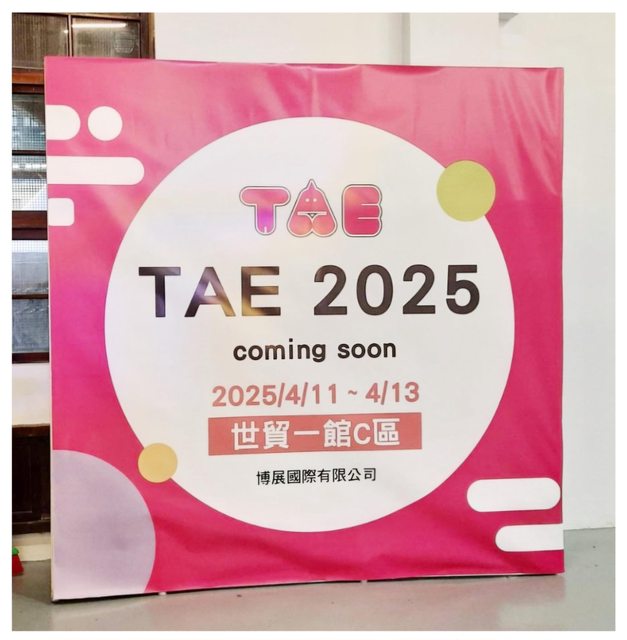 TAE
TAE 2025
coming soon
2025/4/11 ~ 4/13
世貿一館C區
博展國際有限公司